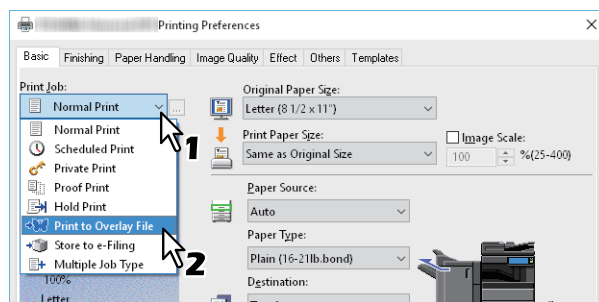 Printing Preferences
Basic Finishing Paper Handling Image Quality Effect Others Templates
Print Job:
Normal Print
...
Normal Print
Scheduled Print
Private Print
Proof Print
Hold Print
Print to Overlay File
Store to e-Filing
Multiple Job Type
100%
Letter
1
2
Original Paper Size:
Letter (8 1/2 x 11")
Print Paper Size:
Same as Original Size
Image Scale:
100 %(25-400)
Paper Source:
Auto
Paper Type:
Plain (16-21lb.bond)
Destination: